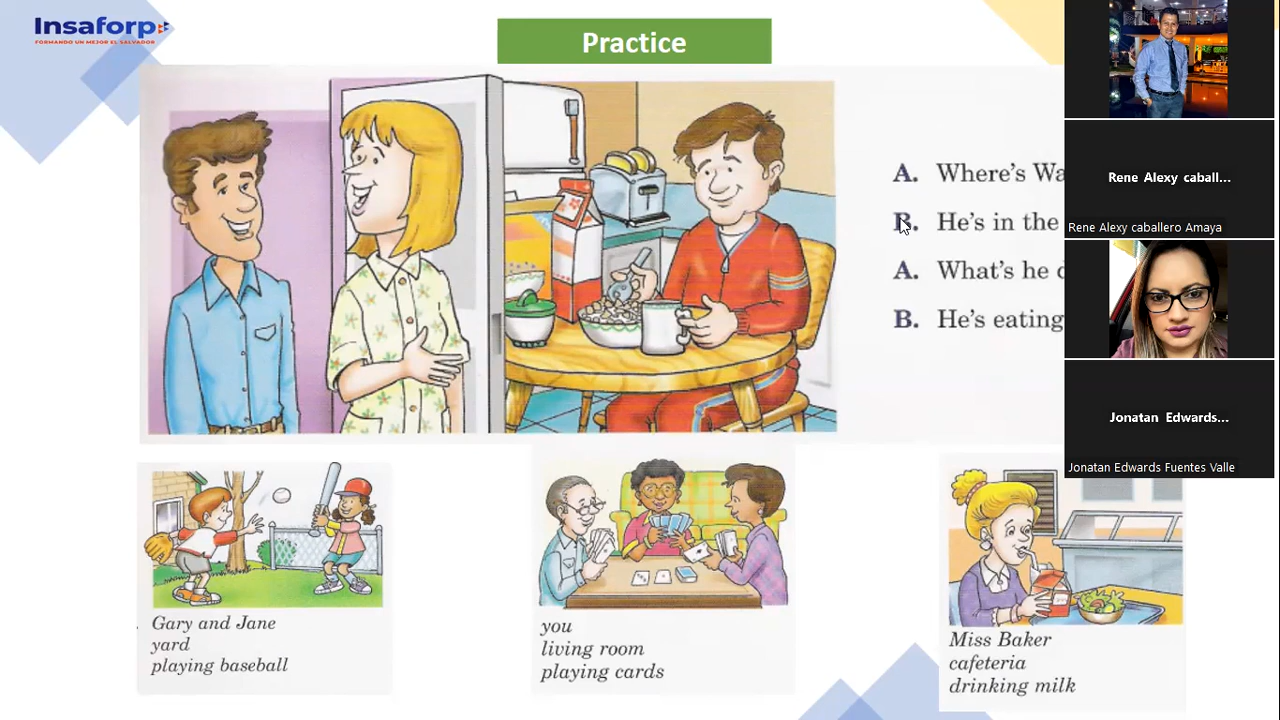 Insaforp
FORMANDO UN MEJOR EL SALVADOR
Practice
A. Where's Wa
B. He's in the
A. What's he d
B. He's eating
Gary and Jane
yard
playing baseball
you
living room
playing cards
Miss Baker
cafeteria
drinking milk
Rene Alexy caball...
Rene Alexy caballero Amaya
Jonatan Edwards...
Jonatan Edwards Fuentes Valle